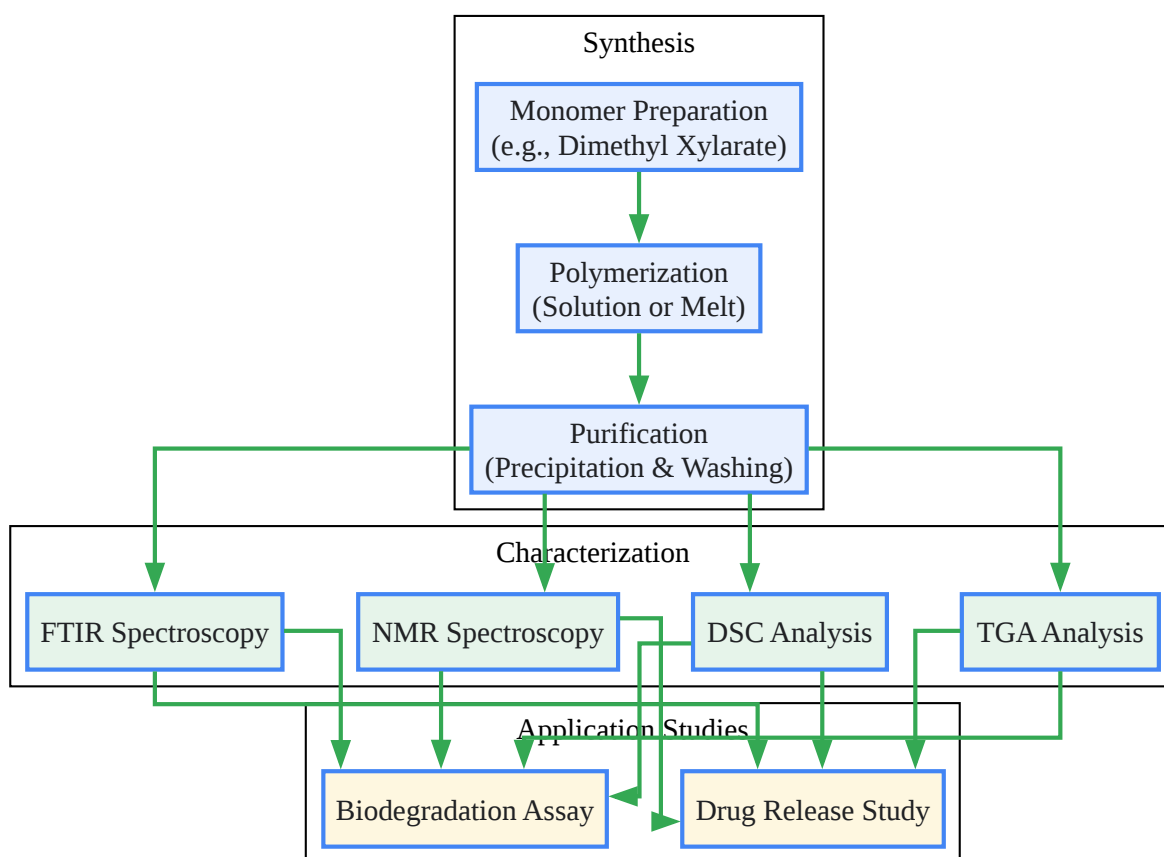 Synthesis
Monomer Preparation
(e.g., Dimethyl Xylarate)
Polymerization
(Solution or Melt)
Purification
(Precipitation & Washing)
Characterization
FTIR Spectroscopy
NMR Spectroscopy
DSC Analysis
TGA Analysis
Application Studies
Biodegradation Assay
Drug Release Study